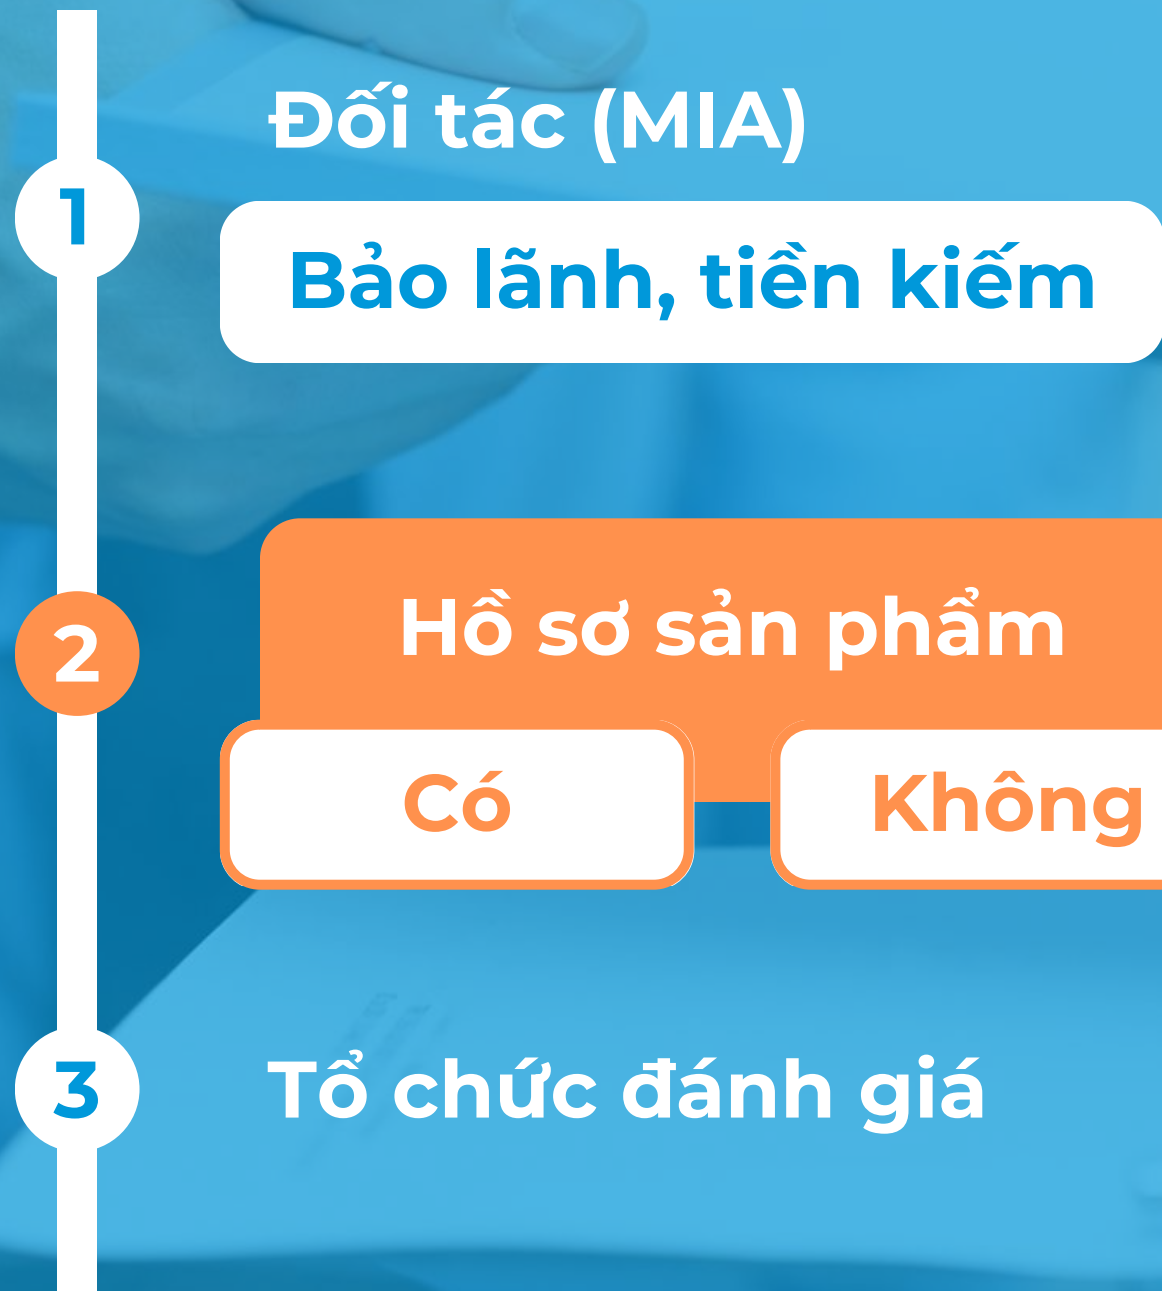 Đối tác (MIA)
1
Bảo lãnh, tiền kiếm
2
Hồ sơ sản phẩm
Có
Không
3
Tổ chức đánh giá